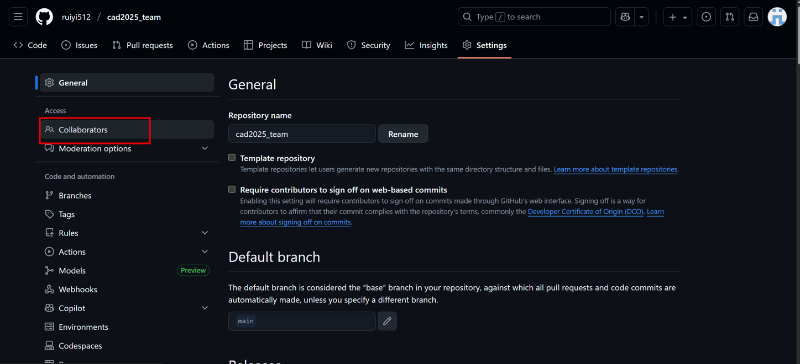 ruiyi512 / cad2025_team
Type / to search
Code Issues Pull requests Actions Projects Wiki Security Insights Settings
General
Access
Collaborators
Moderation options
Code and automation
Branches
Tags
Rules
Actions
Models Preview
Webhooks
Copilot
Environments
Codespaces
General
Repository name
cad2025_team Rename
Template repository
Template repositories let users generate new repositories with the same directory structure and files. Learn more about template repositories.
Require contributors to sign off on web-based commits
Enabling this setting will require contributors to sign off on commits made through GitHub's web interface. Signing off is a way for
contributors to affirm that their commit complies with the repository's terms, commonly the Developer Certificate of Origin (DCO). Learn
more about signing off on commits.
Default branch
The default branch is considered the "base" branch in your repository, against which all pull requests and code commits are
automatically made, unless you specify a different branch.
main
Releases